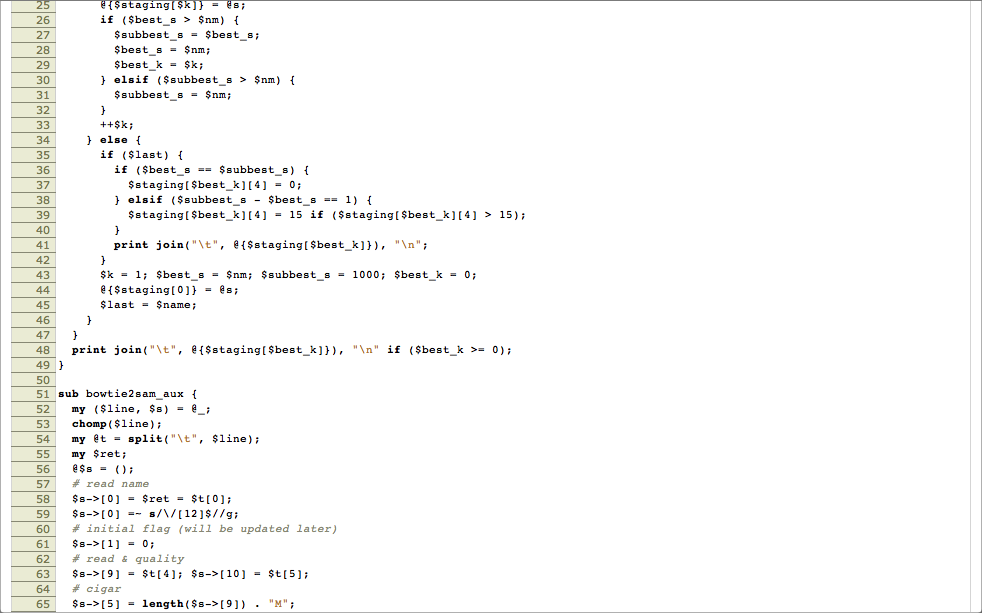 25 @{$staging[$k]} = @s;
26 if ($best_s > $nm) {
27 $subbest_s = $best_s;
28 $best_s = $nm;
29 $best_k = $k;
30 } elsif ($subbest_s > $nm) {
31 $subbest_s = $nm;
32 }
33 ++$k;
34 } else {
35 if ($last) {
36 if ($best_s == $subbest_s) {
37 $staging[$best_k][4] = 0;
38 } elsif ($subbest_s - $best_s == 1) {
39 $staging[$best_k][4] = 15 if ($staging[$best_k][4] > 15);
40 }
41 print join("\t", @{$staging[$best_k]}), "\n";
42 }
43 $k = 1; $best_s = $nm; $subbest_s = 1000; $best_k = 0;
44 @{$staging[0]} = @s;
45 $last = $name;
46 }
47 }
48 print join("\t", @{$staging[$best_k]}), "\n" if ($best_k >= 0);
49 }
50
51 sub bowtie2sam_aux {
52 my ($line, $s) = @_;
53 chomp($line);
54 my @t = split("\t", $line);
55 my $ret;
56 @$s = ();
57 # read name
58 $s->[0] = $ret = $t[0];
59 $s->[0] =~ s/\/[12]$//g;
60 # initial flag (will be updated later)
61 $s->[1] = 0;
62 # read & quality
63 $s->[9] = $t[4]; $s->[10] = $t[5];
64 # cigar
65 $s->[5] = length($s->[9]) . "M";